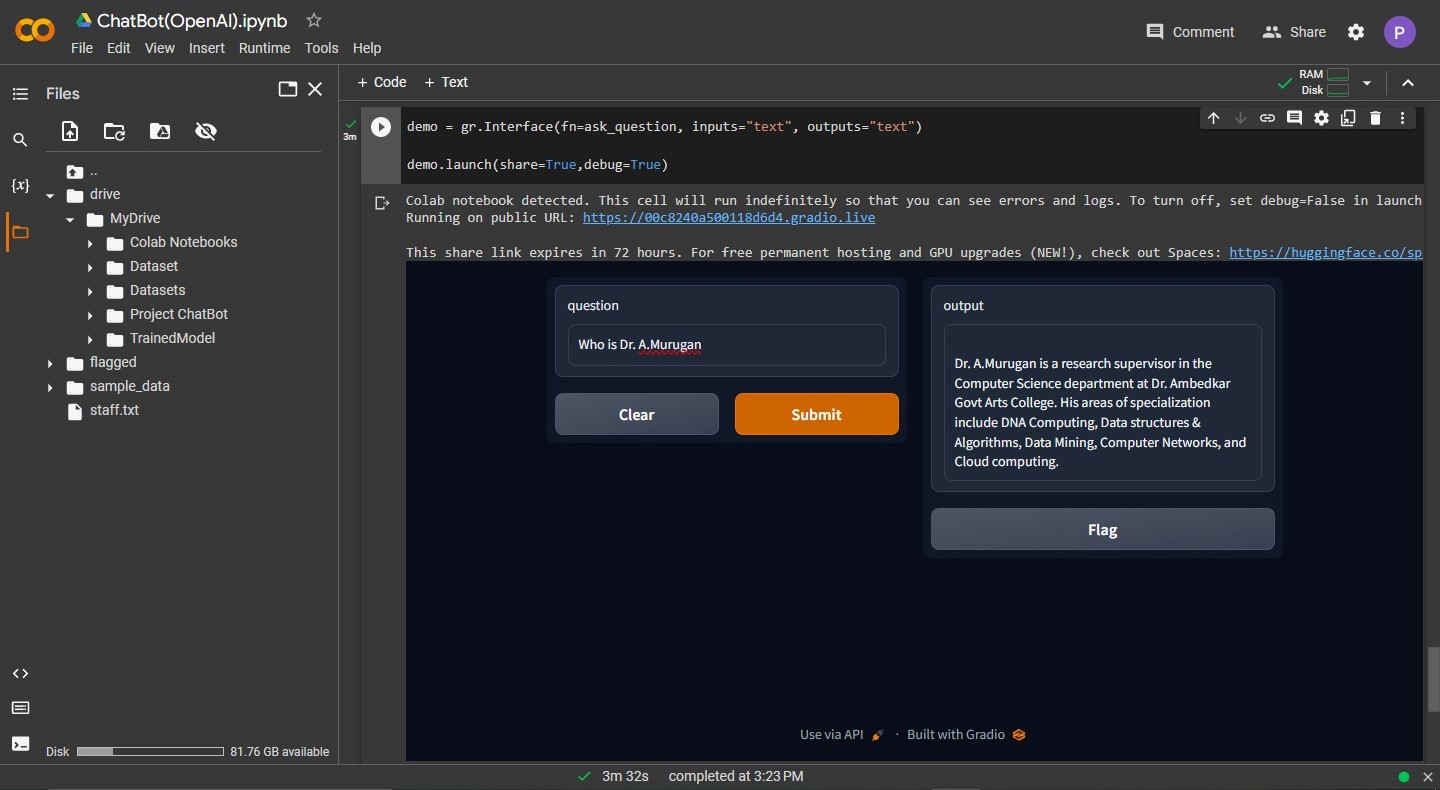 ChatBot(OpenAI).ipynb
File Edit View Insert Runtime Tools Help
Comment
Share
P
Files
{x}
..
drive
MyDrive
Colab Notebooks
Dataset
Datasets
Project ChatBot
TrainedModel
flagged
sample_data
staff.txt
Disk 81.76 GB available
+ Code + Text
RAM
Disk
3m
demo = gr.Interface(fn=ask_question, inputs="text", outputs="text")
demo.launch(share=True,debug=True)
Colab notebook detected. This cell will run indefinitely so that you can see errors and logs. To turn off, set debug=False in launch
Running on public URL: https://00c8240a500118d6d4.gradio.live
This share link expires in 72 hours. For free permanent hosting and GPU upgrades (NEW!), check out Spaces: https://huggingface.co/sp
question
Who is Dr. A.Murugan
Clear
Submit
output
Dr. A.Murugan is a research supervisor in the
Computer Science department at Dr. Ambedkar
Govt Arts College. His areas of specialization
include DNA Computing, Data structures &
Algorithms, Data Mining, Computer Networks, and
Cloud computing.
Flag
Use via API · Built with Gradio
3m 32s completed at 3:23 PM